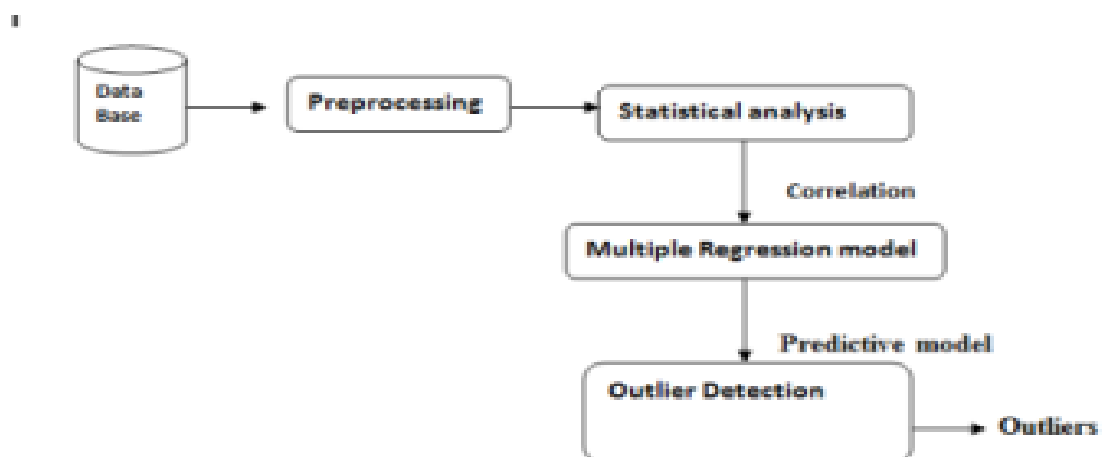 Data
Base
Preprocessing
Statistical analysis
Correlation
Multiple Regression model
Predictive model
Outlier Detection
Outliers